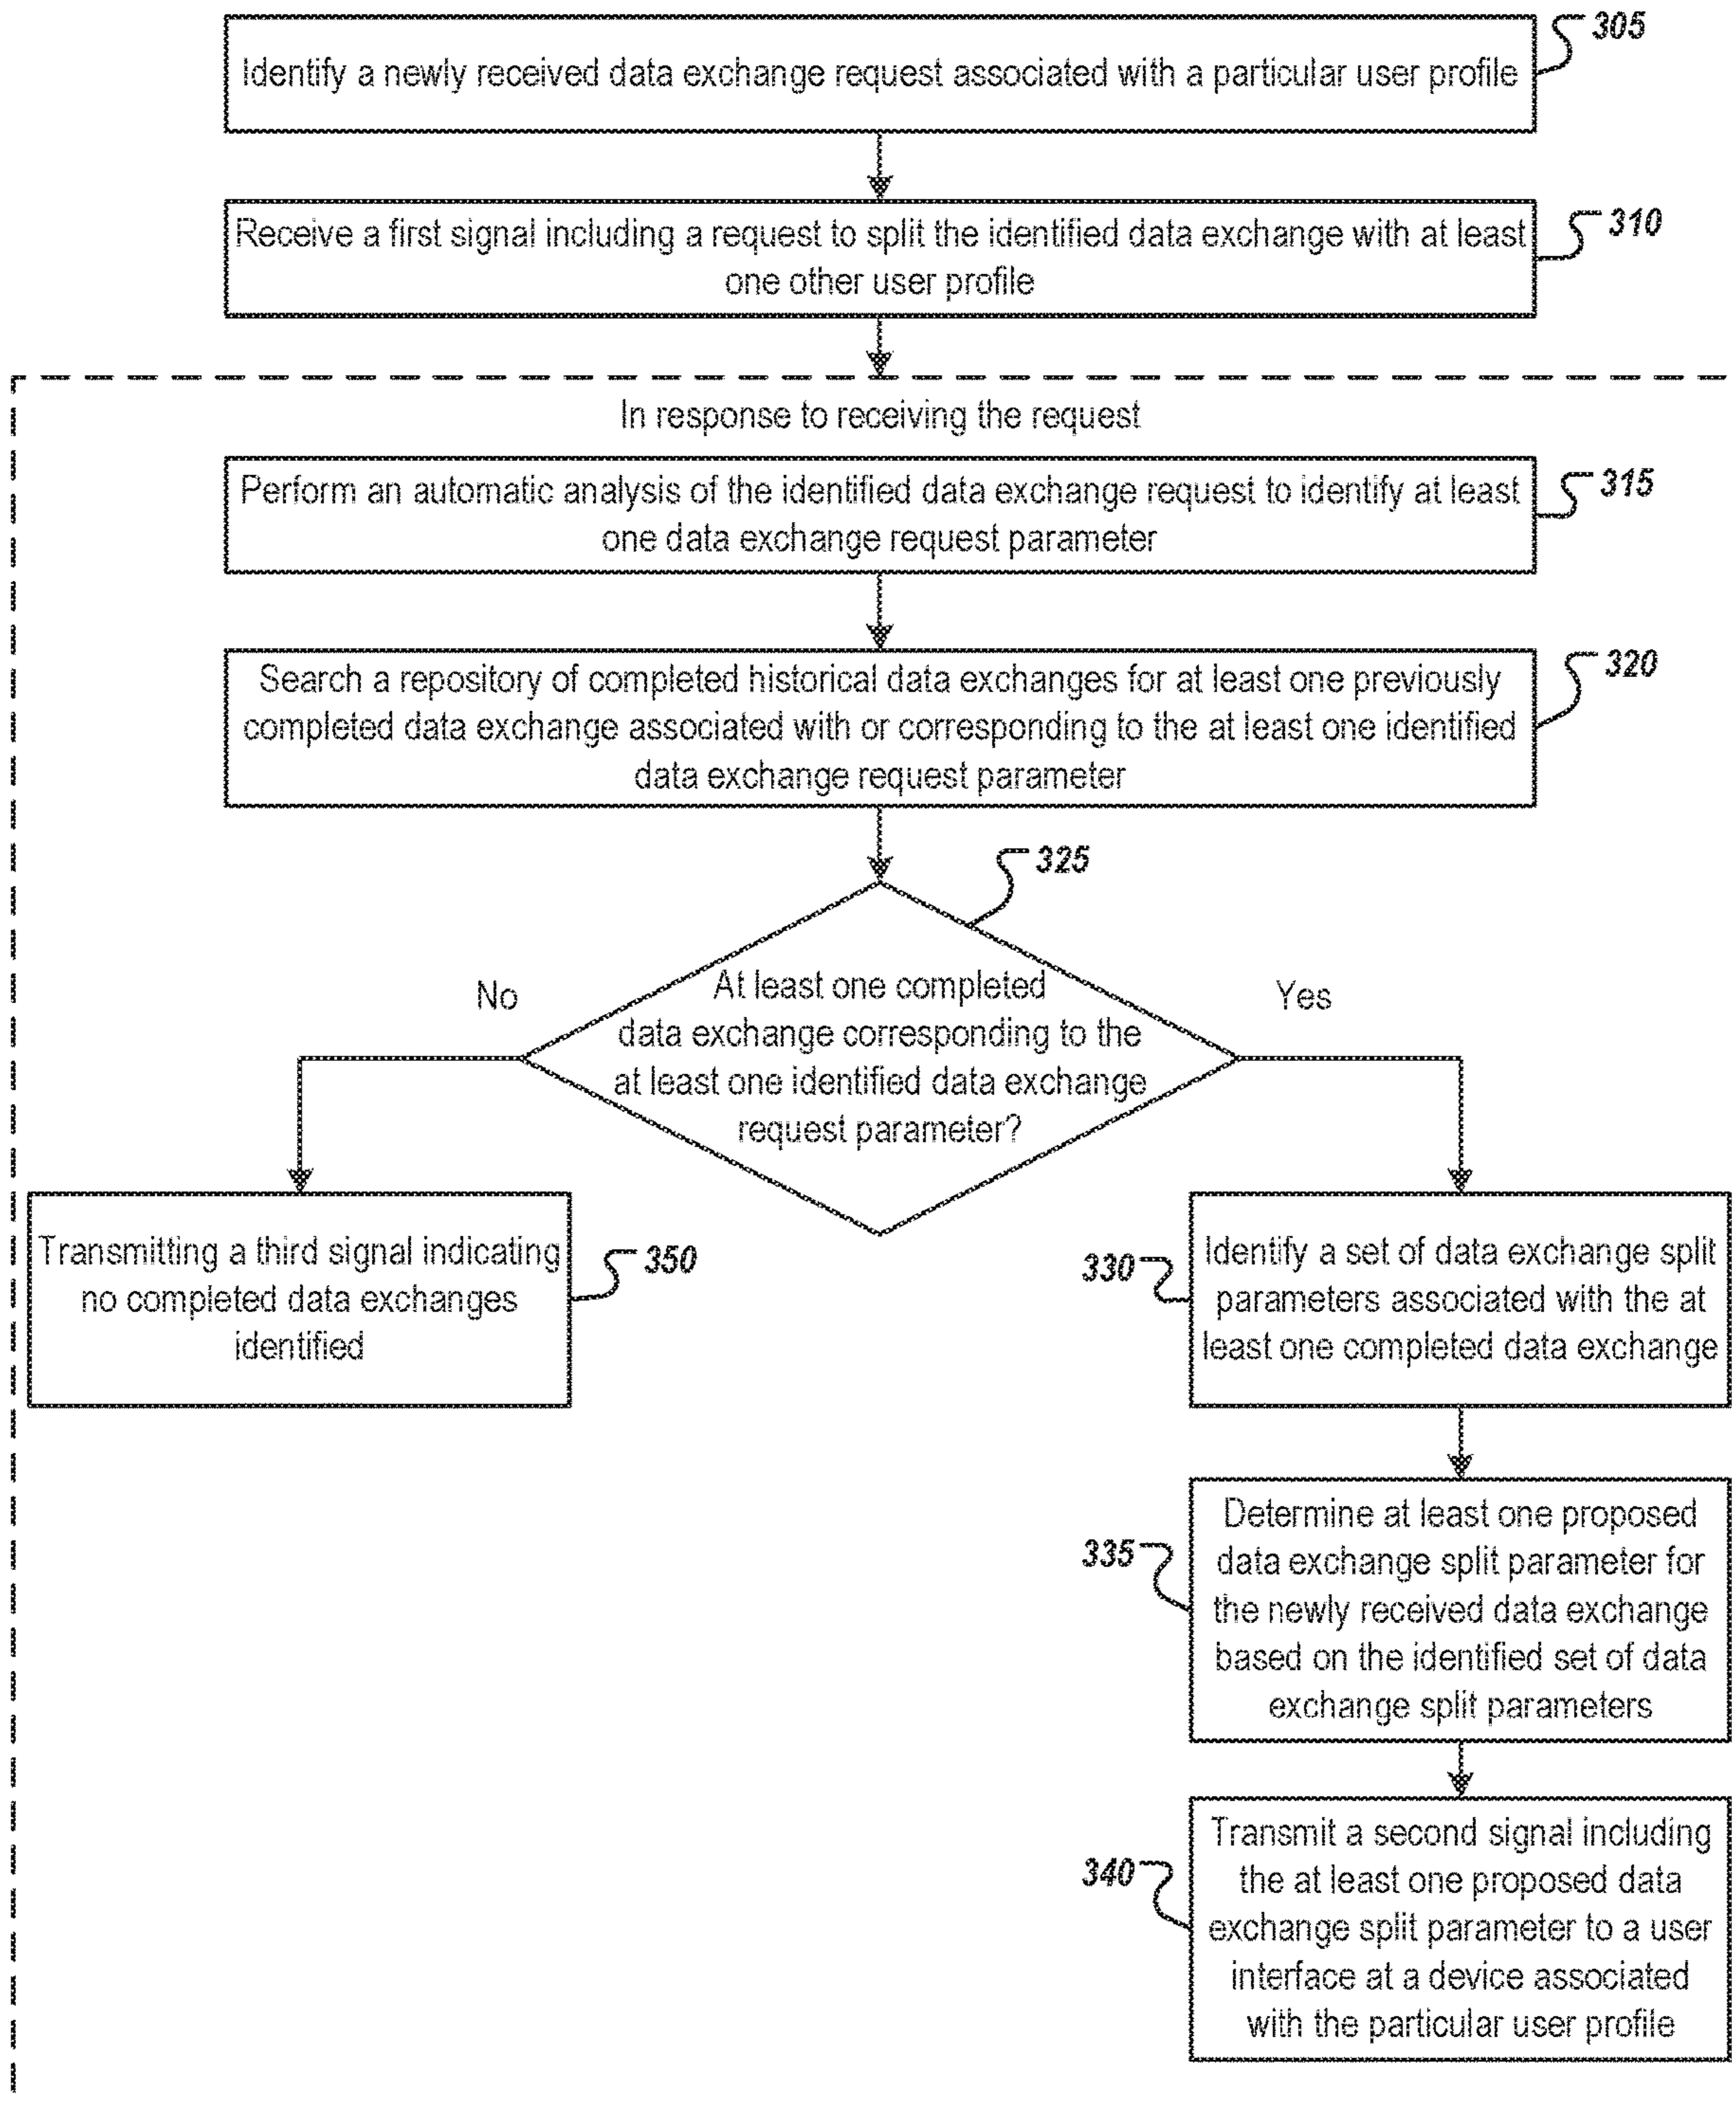 305
Identify a newly received data exchange request associated with a particular user profile
310
Receive a first signal including a request to split the identified data exchange with at least
one other user profile
In response to receiving the request
315
Perform an automatic analysis of the identified data exchange request to identify at least
one data exchange request parameter
320
Search a repository of completed historical data exchanges for at least one previously
completed data exchange associated with or corresponding to the at least one identified
data exchange request parameter
325
No
Yes
At least one completed
data exchange corresponding to the
at least one identified data exchange
request parameter?
Transmitting a third signal indicating
no completed data exchanges
identified
350
330
Identify a set of data exchange split
parameters associated with the at
least one completed data exchange
335
Determine at least one proposed
data exchange split parameter for
the newly received data exchange
based on the identified set of data
exchange split parameters
340
Transmit a second signal including
the at least one proposed data
exchange split parameter to a user
interface at a device associated
with the particular user profile